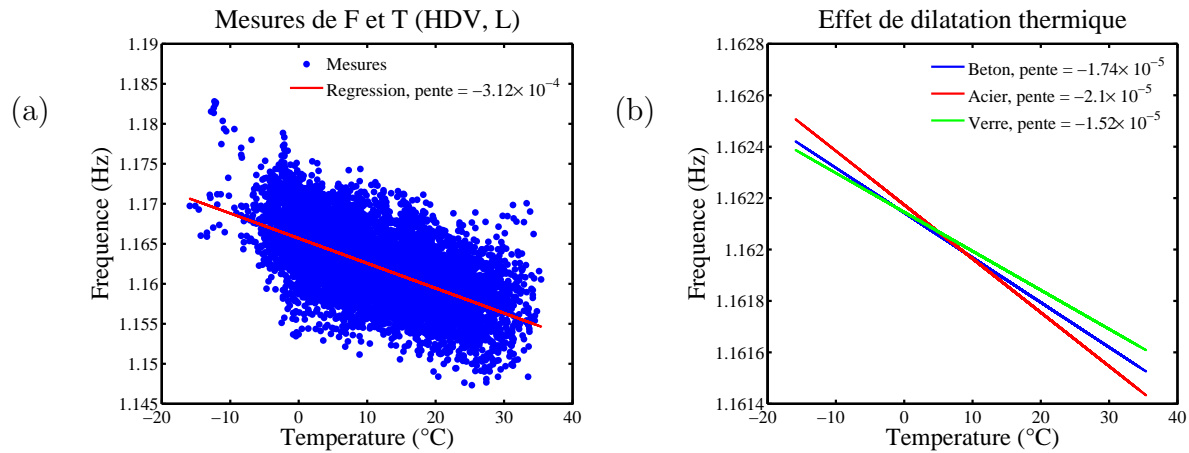 (a)
Mesures de F et T (HDV, L)
Mesures
Regression, pente = −3.12× 10⁻⁴
Frequence (Hz)
1.19
1.185
1.18
1.175
1.17
1.165
1.16
1.155
1.15
1.145
−20 −10 0 10 20 30 40
Temperature (°C)
(b)
Effet de dilatation thermique
Beton, pente = −1.74× 10⁻⁵
Acier, pente = −2.1× 10⁻⁵
Verre, pente = −1.52× 10⁻⁵
Frequence (Hz)
1.1628
1.1626
1.1624
1.1622
1.162
1.1618
1.1616
1.1614
−20 −10 0 10 20 30 40
Temperature (°C)